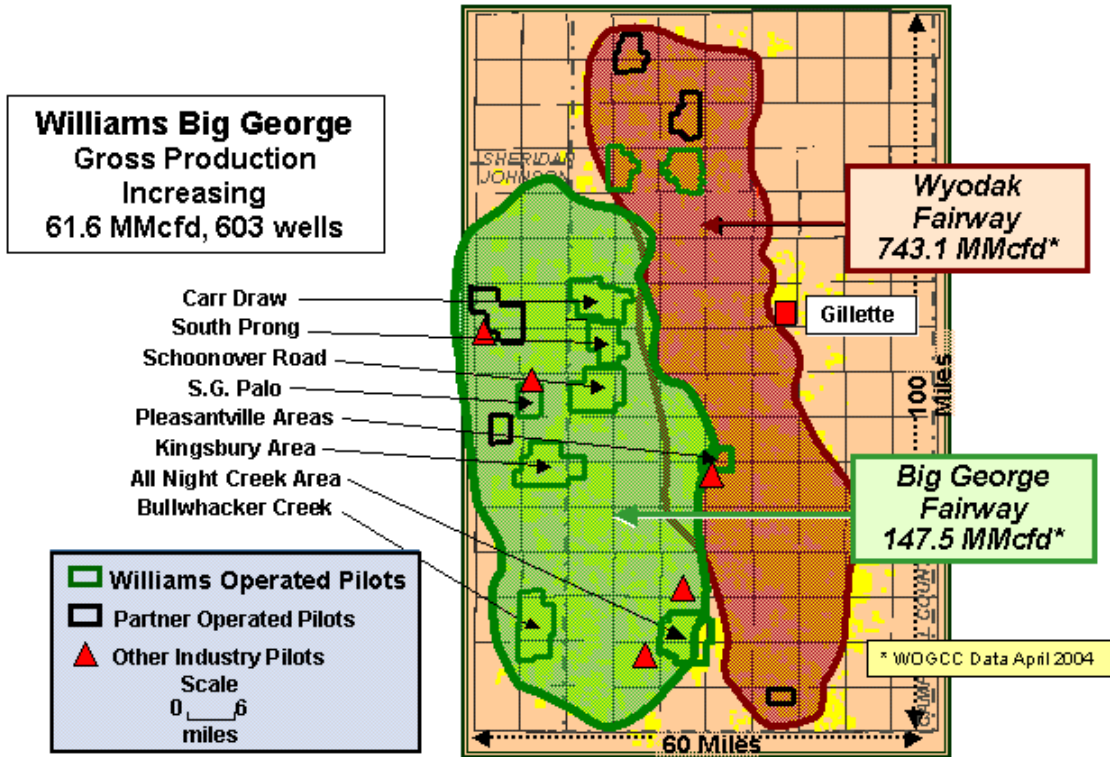 Williams Big George
Gross Production
Increasing
61.6 MMcfd, 603 wells
SHERIDAN
JOHNSON
Wyodak
Fairway
743.1 MMcfd*
Gillette
Carr Draw
South Prong
Schoonover Road
S.G. Palo
Pleasantville Areas
Kingsbury Area
All Night Creek Area
Bullwhacker Creek
100
Miles
Big George
Fairway
147.5 MMcfd*
Williams Operated Pilots
Partner Operated Pilots
Other Industry Pilots
Scale
0 6
miles
* WOGCC Data April 2004
60 Miles